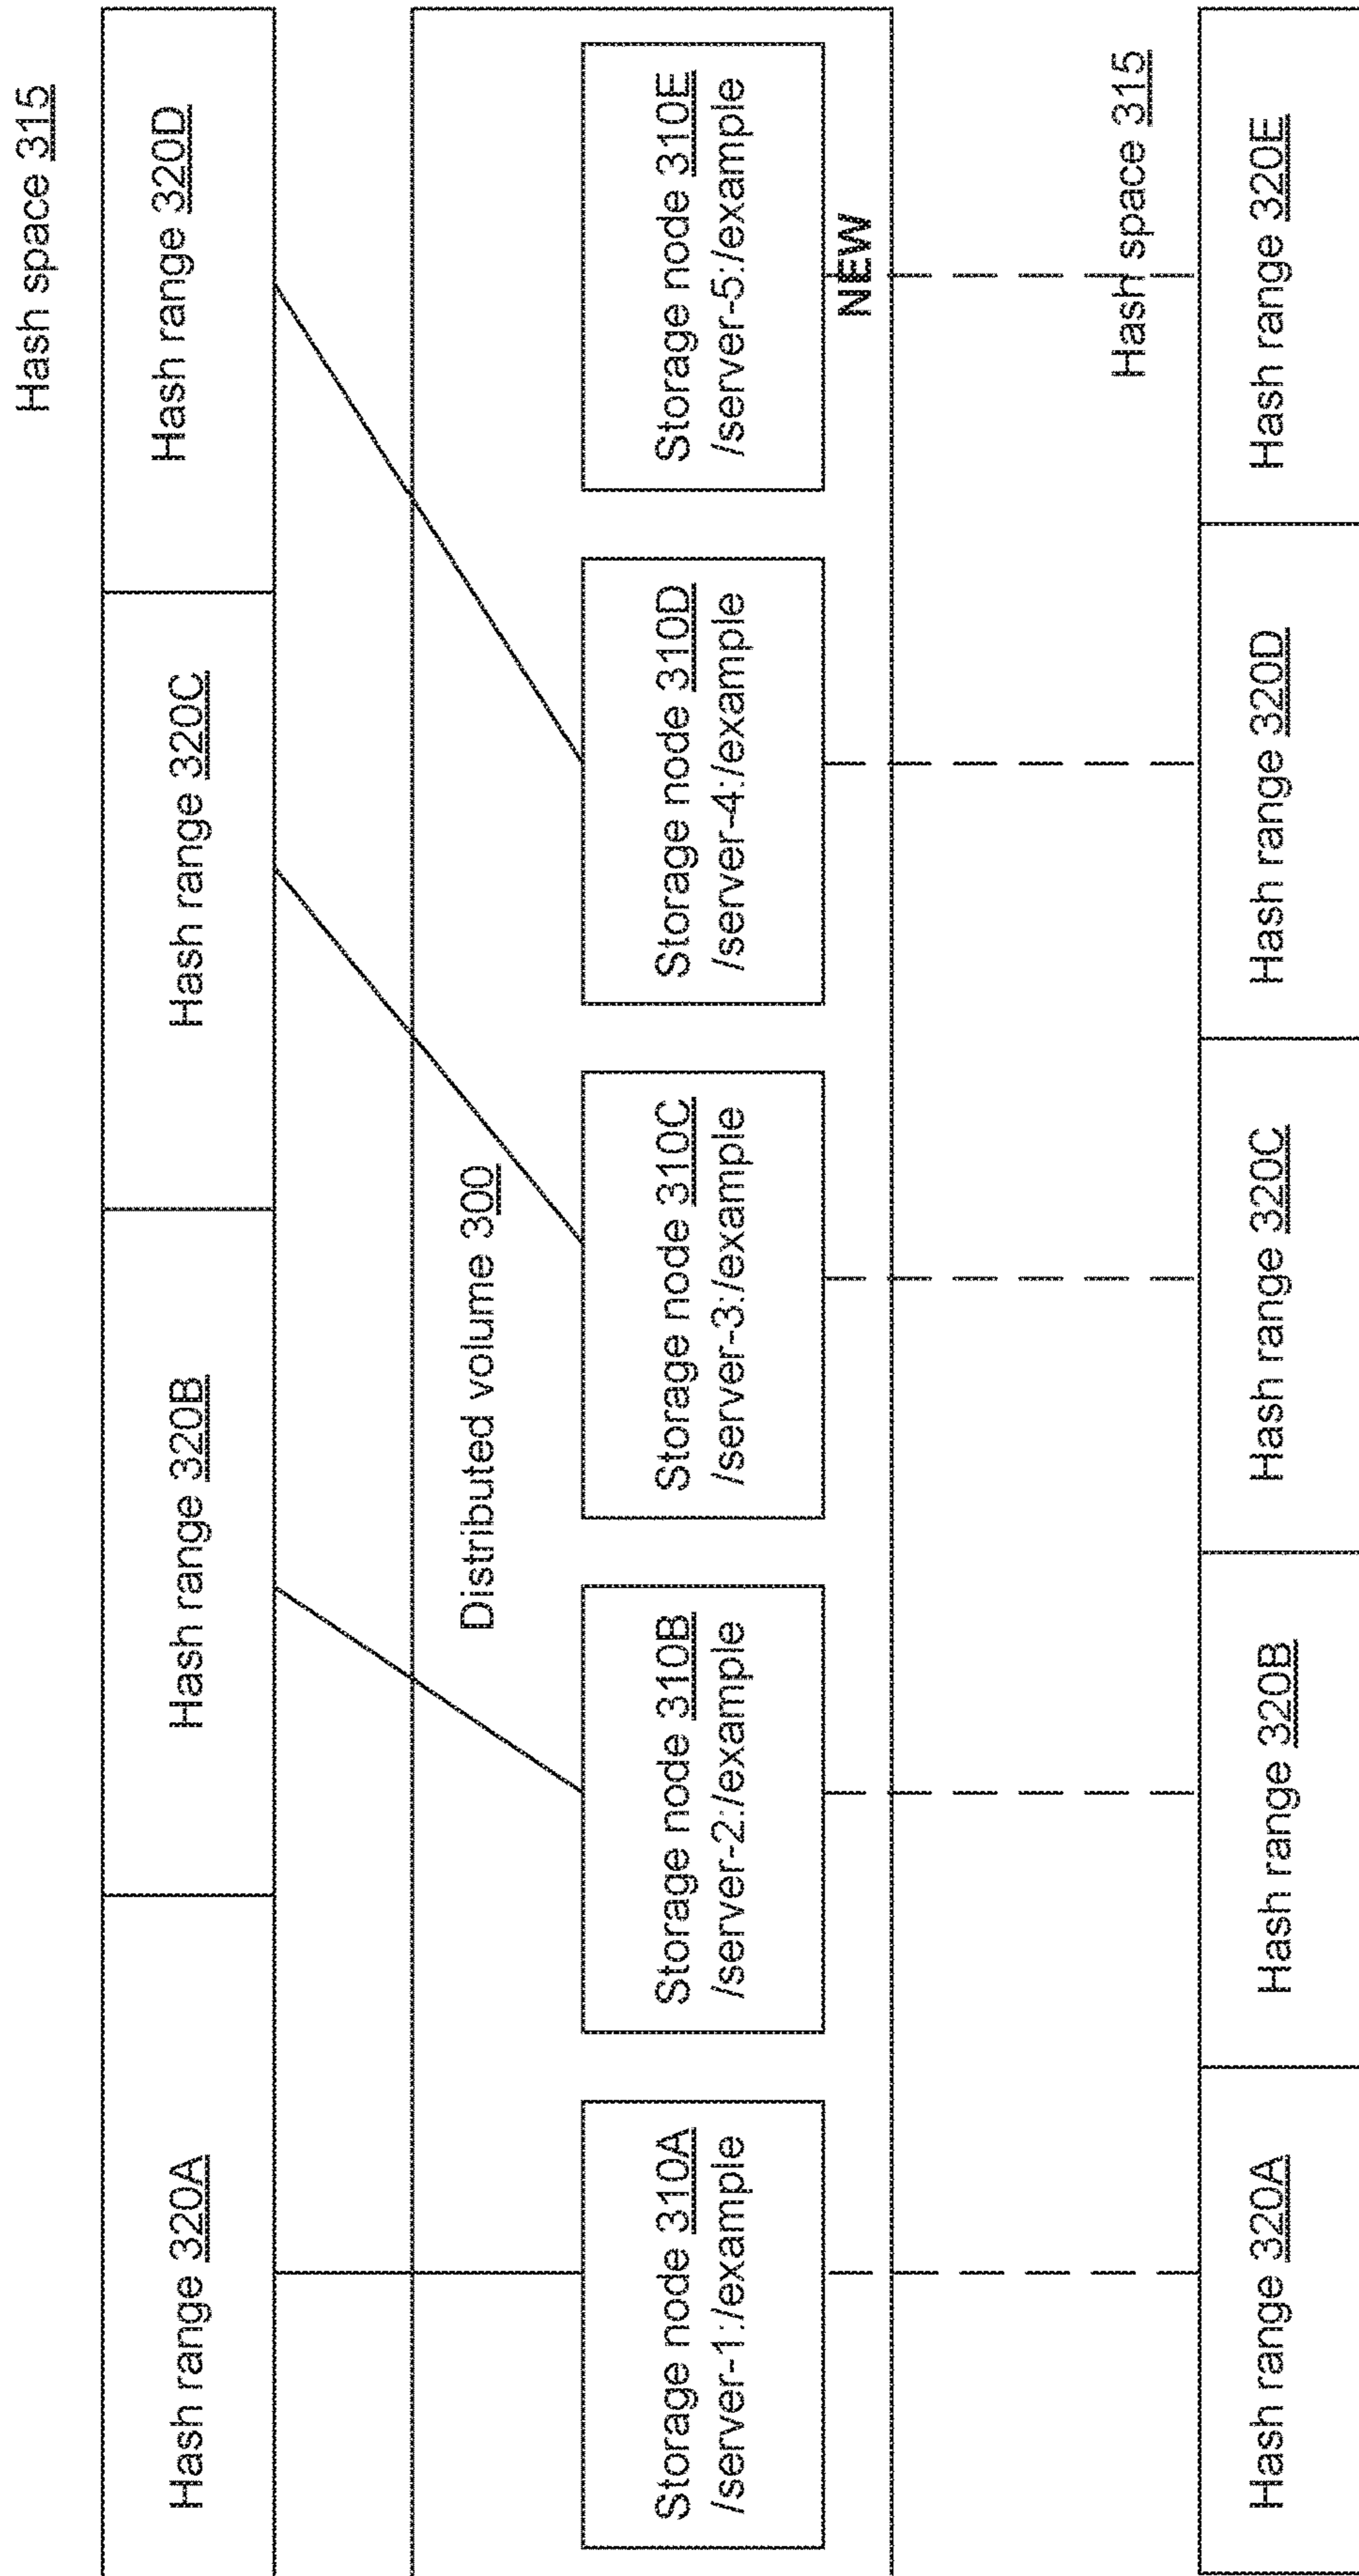 Hash space 315
Hash range 320A
Hash range 320B
Hash range 320C
Hash range 320D
Distributed volume 300
Storage node 310A
/server-1:/example
Storage node 310B
/server-2:/example
Storage node 310C
/server-3:/example
Storage node 310D
/server-4:/example
Storage node 310E
/server-5:/example
NEW
Hash space 315
Hash range 320A
Hash range 320B
Hash range 320C
Hash range 320D
Hash range 320E